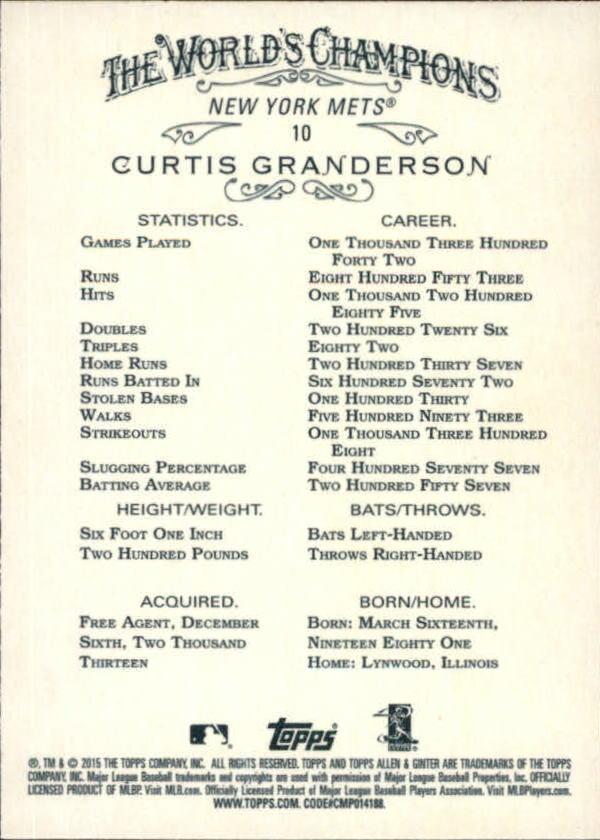 THE WORLD'S CHAMPIONS
NEW YORK METS®
10
CURTIS GRANDERSON
STATISTICS. CAREER.
GAMES PLAYED ONE THOUSAND THREE HUNDRED
FORTY TWO
RUNS EIGHT HUNDRED FIFTY THREE
HITS ONE THOUSAND TWO HUNDRED
EIGHTY FIVE
DOUBLES TWO HUNDRED TWENTY SIX
TRIPLES EIGHTY TWO
HOME RUNS TWO HUNDRED THIRTY SEVEN
RUNS BATTED IN SIX HUNDRED SEVENTY TWO
STOLEN BASES ONE HUNDRED THIRTY
WALKS FIVE HUNDRED NINETY THREE
STRIKEOUTS ONE THOUSAND THREE HUNDRED
EIGHT
SLUGGING PERCENTAGE FOUR HUNDRED SEVENTY SEVEN
BATTING AVERAGE TWO HUNDRED FIFTY SEVEN
HEIGHT/WEIGHT. BATS/THROWS.
SIX FOOT ONE INCH BATS LEFT-HANDED
TWO HUNDRED POUNDS THROWS RIGHT-HANDED
ACQUIRED. BORN/HOME.
FREE AGENT, DECEMBER BORN: MARCH SIXTEENTH,
SIXTH, TWO THOUSAND NINETEEN EIGHTY ONE
THIRTEEN HOME: LYNWOOD, ILLINOIS
topps
®, TM & © 2015 THE TOPPS COMPANY, INC. ALL RIGHTS RESERVED. TOPPS AND TOPPS ALLEN & GINTER ARE TRADEMARKS OF THE TOPPS
COMPANY, INC. Major League Baseball trademarks and copyrights are used with permission of Major League Baseball Properties, Inc. OFFICIALLY
LICENSED PRODUCT OF MLBP. Visit MLB.com. Officially Licensed Product of Major League Baseball Players Association. Visit MLBPlayers.com.
WWW.TOPPS.COM. CODE#CMP014188.